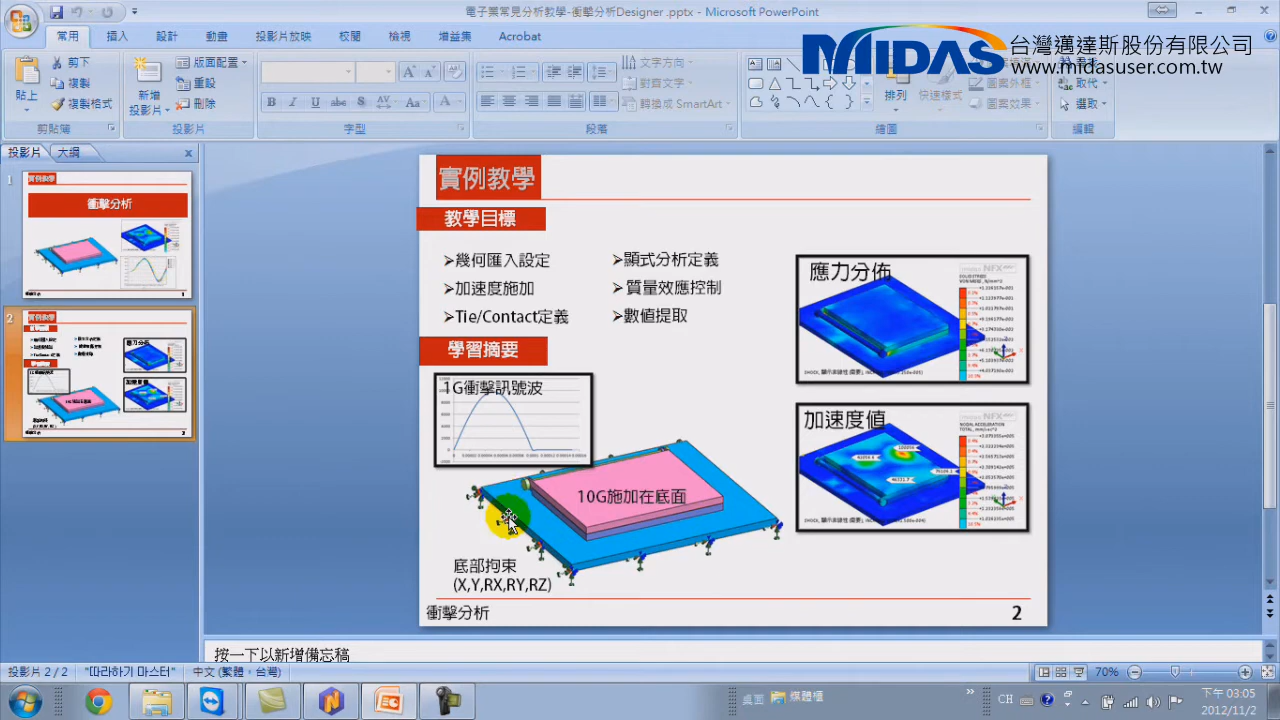 電子業常見分析教學-衝擊分析Designer .pptx - Microsoft PowerPoint
常用
插入
設計
投影片放映
校閱
檢視
增益集
Acrobat
MIDAS 台灣邁達斯股份有限公司
www.midasuser.com.tw
貼上
剪下
複製
複製格式
新增
投影片
版面配置
重設
刪除
文字方向
對齊文字
轉換成 SmartArt
排列
快速樣式
圖案外框
圖案效果
取代
選取
剪貼簿
投影片
字型
段落
繪圖
編輯
投影片
大綱
1
實例教學
衝擊分析
2
實例教學
實例教學
教學目標
➢幾何匯入設定
➢顯式分析定義
➢加速度施加
➢質量效應控制
➢Tie/Contact定義
➢數值提取
學習摘要
1G衝擊訊號波
10G施加在底面
底部拘束
(X,Y,RX,RY,RZ)
應力分佈
加速度值
衝擊分析
2
按一下以新增備忘稿
投影片 2 / 2
"따라하기 마스터"
中文 (繁體，台灣)
70%
桌面
媒體櫃
CH
下午 03:05
2012/11/2